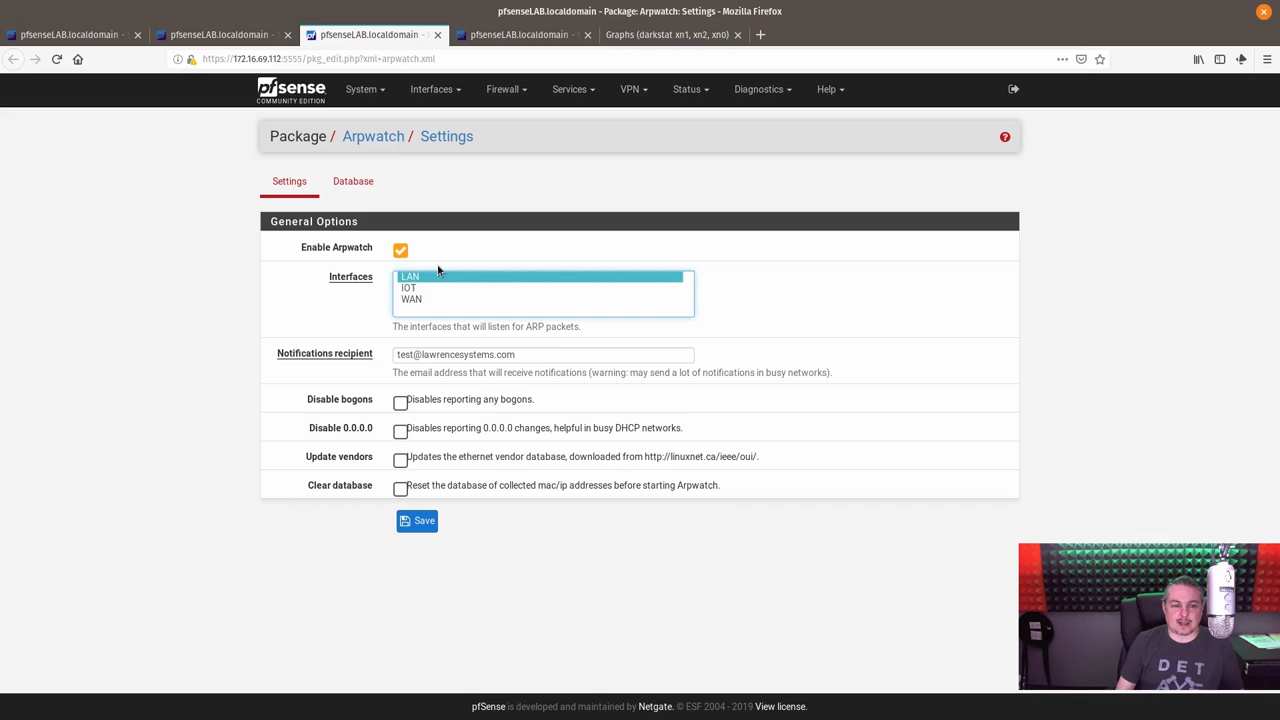 pfsenseLAB.localdomain - Package: Arpwatch: Settings - Mozilla Firefox
pfsenseLAB.localdomain -
pfsenseLAB.localdomain -
pfsenseLAB.localdomain -
pfsenseLAB.localdomain -
Graphs (darkstat xn1, xn2, xn0)
https://172.16.69.112:5555/pkg_edit.php?xml=arpwatch.xml
pfsense
COMMUNITY EDITION
System
Interfaces
Firewall
Services
VPN
Status
Diagnostics
Help
Package / Arpwatch / Settings
Settings
Database
General Options
Enable Arpwatch
Interfaces
LAN
IOT
WAN
The interfaces that will listen for ARP packets.
Notifications recipient
test@lawrencesystems.com
The email address that will receive notifications (warning: may send a lot of notifications in busy networks).
Disable bogons
Disables reporting any bogons.
Disable 0.0.0.0
Disables reporting 0.0.0.0 changes, helpful in busy DHCP networks.
Update vendors
Updates the ethernet vendor database, downloaded from http://linuxnet.ca/ieee/oui/.
Clear database
Reset the database of collected mac/ip addresses before starting Arpwatch.
Save
DET
pfSense is developed and maintained by Netgate. © ESF 2004 - 2019 View license.